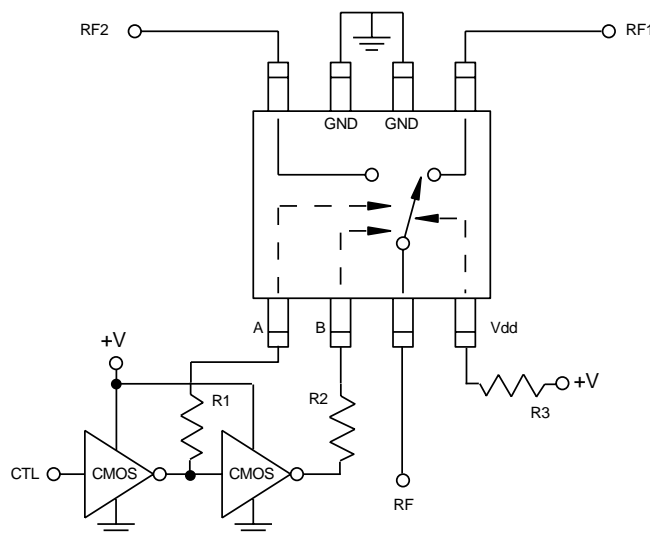 RF2
RF1
GND
GND
A
B
Vdd
+V
R1
R2
+V
R3
CTL
CMOS
CMOS
RF